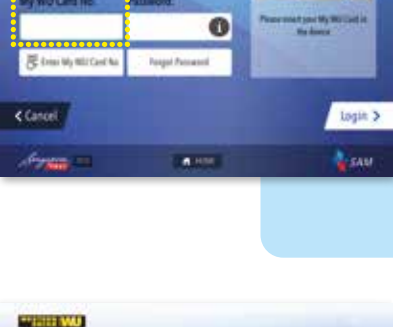 My WU Card No. Password:
Please insert your My WU Card in
the device
Enter My WU Card No Forgot Password
Cancel
Login
HOME
SAM
WU